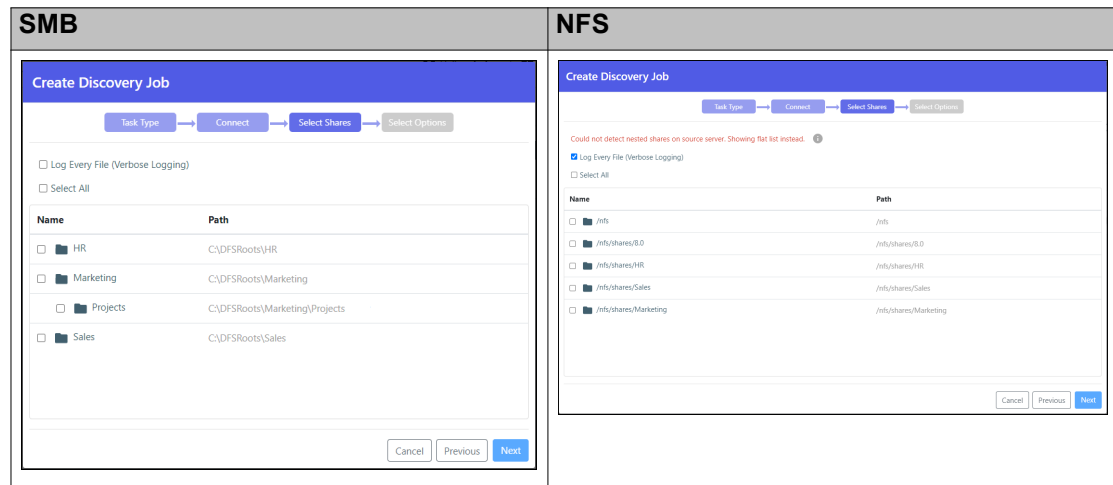 SMB
NFS
Create Discovery Job
Task Type
Connect
Select Shares
Select Options
Log Every File (Verbose Logging)
Select All
Name Path
HR C:\DFSRoots\HR
Marketing C:\DFSRoots\Marketing
Projects C:\DFSRoots\Marketing\Projects
Sales C:\DFSRoots\Sales
Cancel Previous Next
Create Discovery Job
Task Type
Connect
Select Shares
Select Options
Could not detect nested shares on source server. Showing flat list instead.
Log Every File (Verbose Logging)
Select All
Name Path
/nfs /nfs
/nfs/shares/8.0 /nfs/shares/8.0
/nfs/shares/HR /nfs/shares/HR
/nfs/shares/Sales /nfs/shares/Sales
/nfs/shares/Marketing /nfs/shares/Marketing
Cancel Previous Next